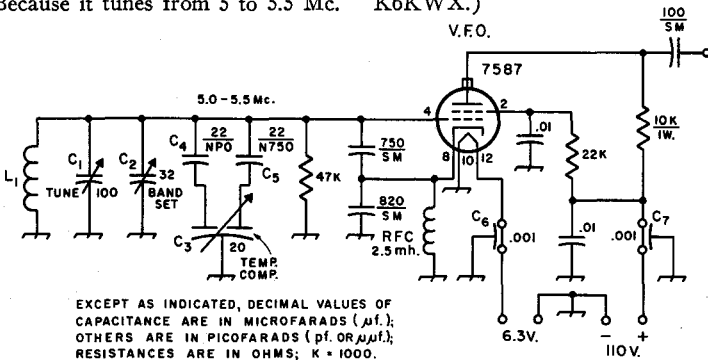 Because it tunes from 5 to 5.5 Mc. K6KWX.)
V.F.O.
100
SM
7587
5.0-5.5Mc.
4
2
C4
22
NPO
22
N750
C5
750
SM
.01
10K
1W.
L1
C1
TUNE
100
C2
32
BAND
SET
47K
8
10
12
22K
820
SM
C3
20
TEMP.
COMP.
RFC
2.5mh.
C6
.001
.01
.001
C7
6.3V.
-
+
110V.
EXCEPT AS INDICATED, DECIMAL VALUES OF
CAPACITANCE ARE IN MICROFARADS (μf.);
OTHERS ARE IN PICOFARADS (pf. OR μμf.);
RESISTANCES ARE IN OHMS; K = 1000.